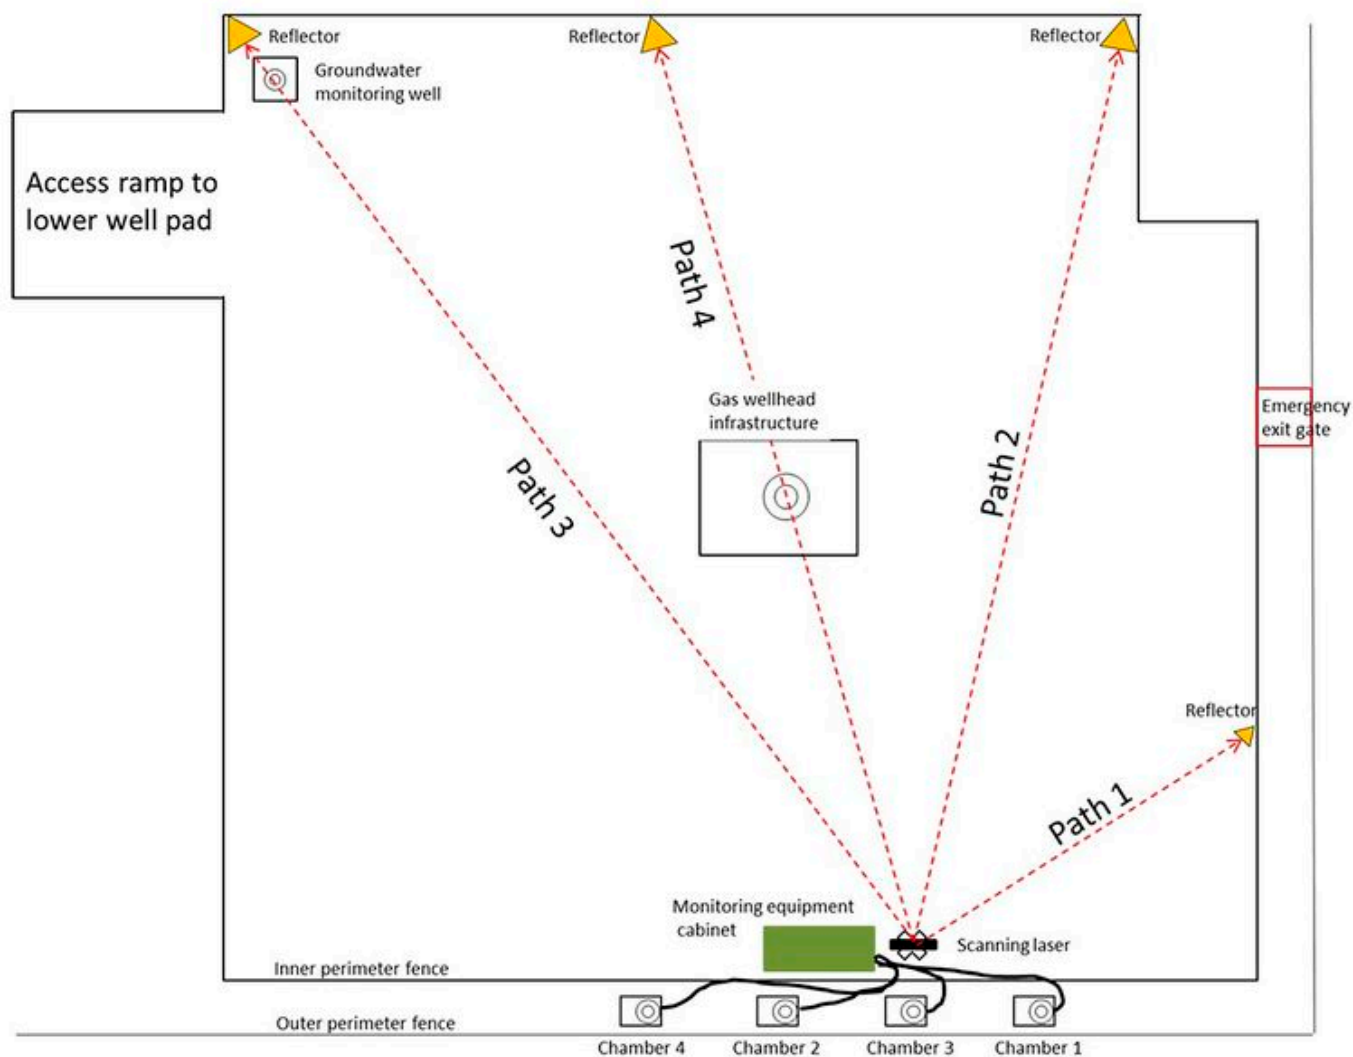 Reflector
Reflector
Reflector
Groundwater
monitoring well
Access ramp to
lower well pad
Path 4
Gas wellhead
infrastructure
Emergency
exit gate
Path 2
Path 3
Reflector
Path 1
Monitoring equipment
cabinet
Scanning laser
Inner perimeter fence
Outer perimeter fence
Chamber 4
Chamber 2
Chamber 3
Chamber 1